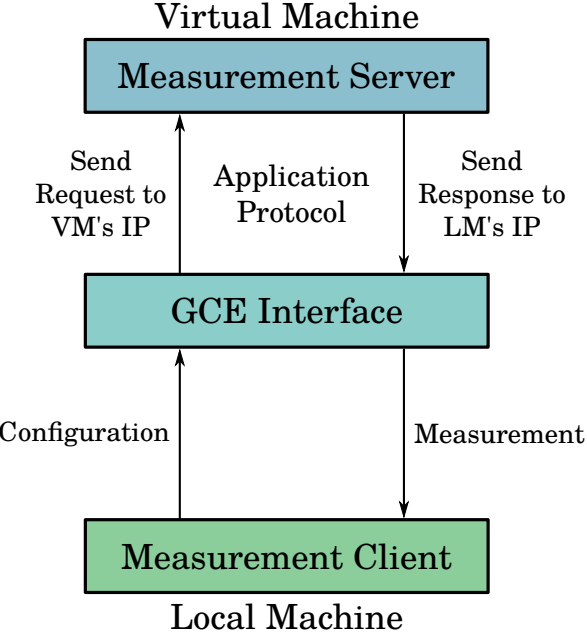 Virtual Machine
Measurement Server
Send
Request to
VM's IP
Application
Protocol
Send
Response to
LM's IP
GCE Interface
Configuration
Measurement
Measurement Client
Local Machine